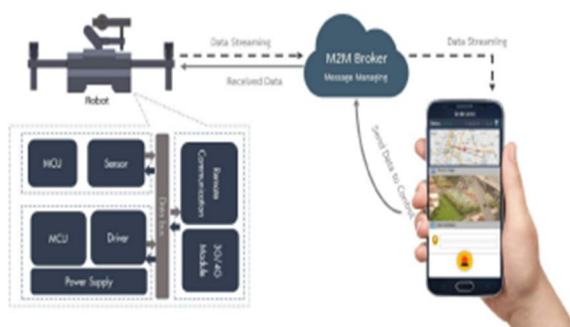 Data Streaming
Received Data
Robot
M2M Broker
Message Managing
Data Streaming
Send Data to Control
MCU
Sensor
MCU
Driver
Power Supply
Data bus
Remote
Communication
3G/4G
Module